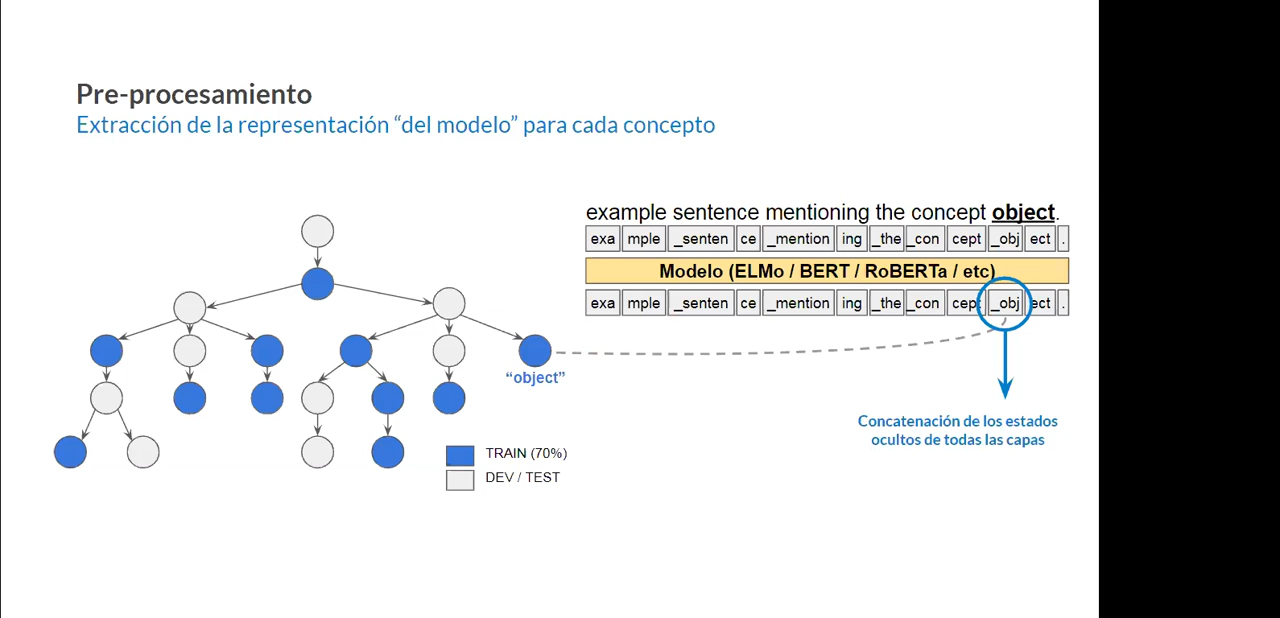 Pre-procesamiento
Extracción de la representación “del modelo” para cada concepto
example sentence mentioning the concept object.
exa mple _senten ce _mention ing _the _con cept _obj ect .
Modelo (ELMo / BERT / RoBERTa / etc)
exa mple _senten ce _mention ing _the _con cept _obj ect .
“object”
Concatenación de los estados
ocultos de todas las capas
TRAIN (70%)
DEV / TEST